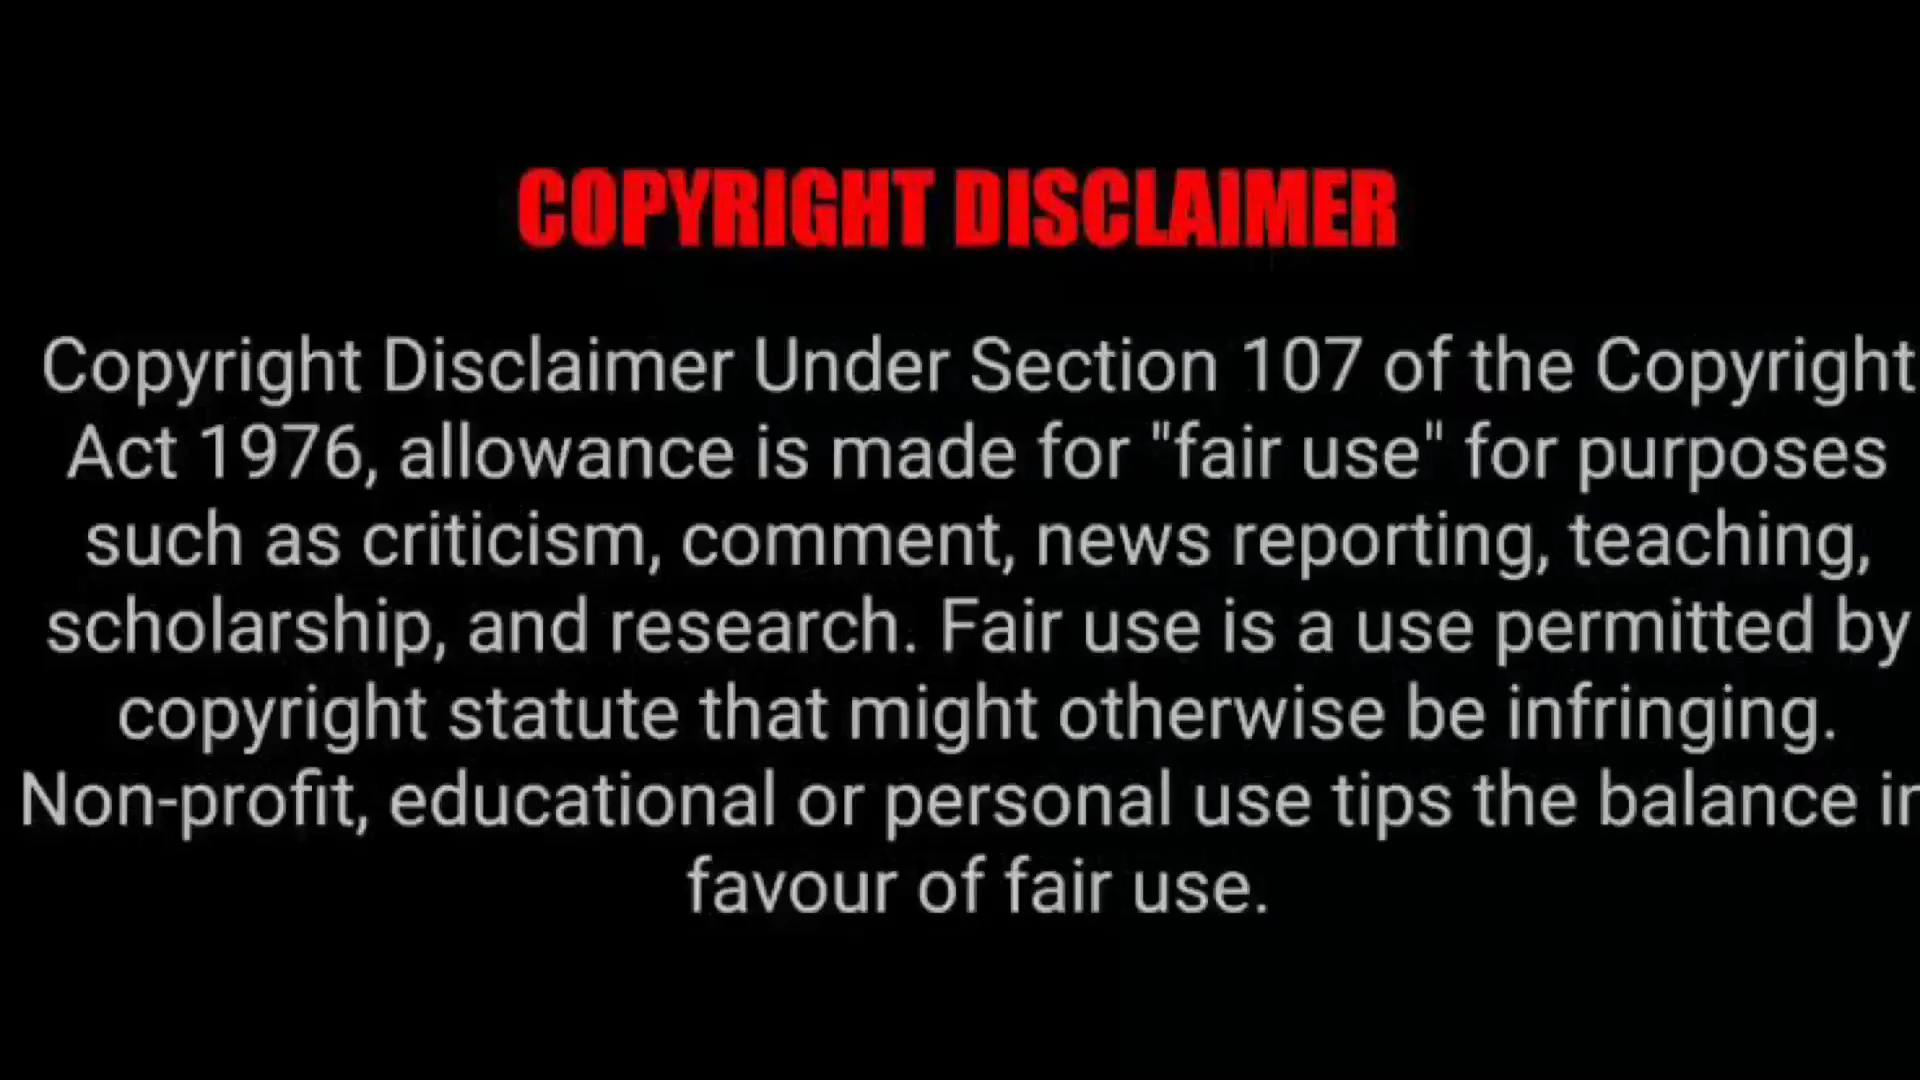 COPYRIGHT DISCLAIMER
Copyright Disclaimer Under Section 107 of the Copyright
Act 1976, allowance is made for "fair use" for purposes
such as criticism, comment, news reporting, teaching,
scholarship, and research. Fair use is a use permitted by
copyright statute that might otherwise be infringing.
Non-profit, educational or personal use tips the balance in
favour of fair use.